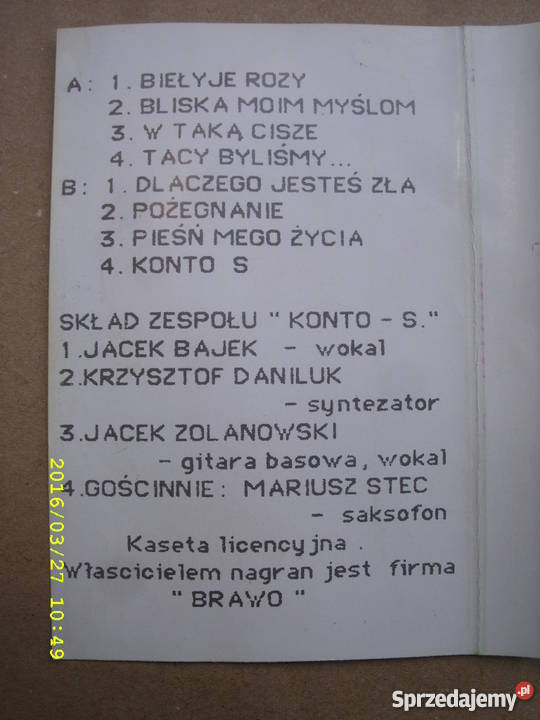 A: 1. BIEŁYJE ROZY
2. BLISKA MOIM MYŚLOM
3. W TAKĄ CISZE
4. TACY BYLIŚMY...
B: 1. DLACZEGO JESTEŚ ZŁA
2. POŻEGNANIE
3. PIEŚŃ MEGO ŻYCIA
4. KONTO S
SKŁAD ZESPOŁU " KONTO - S."
1.JACEK BAJEK - wokal
2.KRZYSZTOF DANILUK
- syntezator
3.JACEK ZOLANOWSKI
- gitara basowa, wokal
4.GOŚCINNIE: MARIUSZ STEC
- saksofon
Kaseta licencyjna.
Włascicielem nagran jest firma
" BRAWO "
2016/03/27 10:49
Sprzedajemy.pl